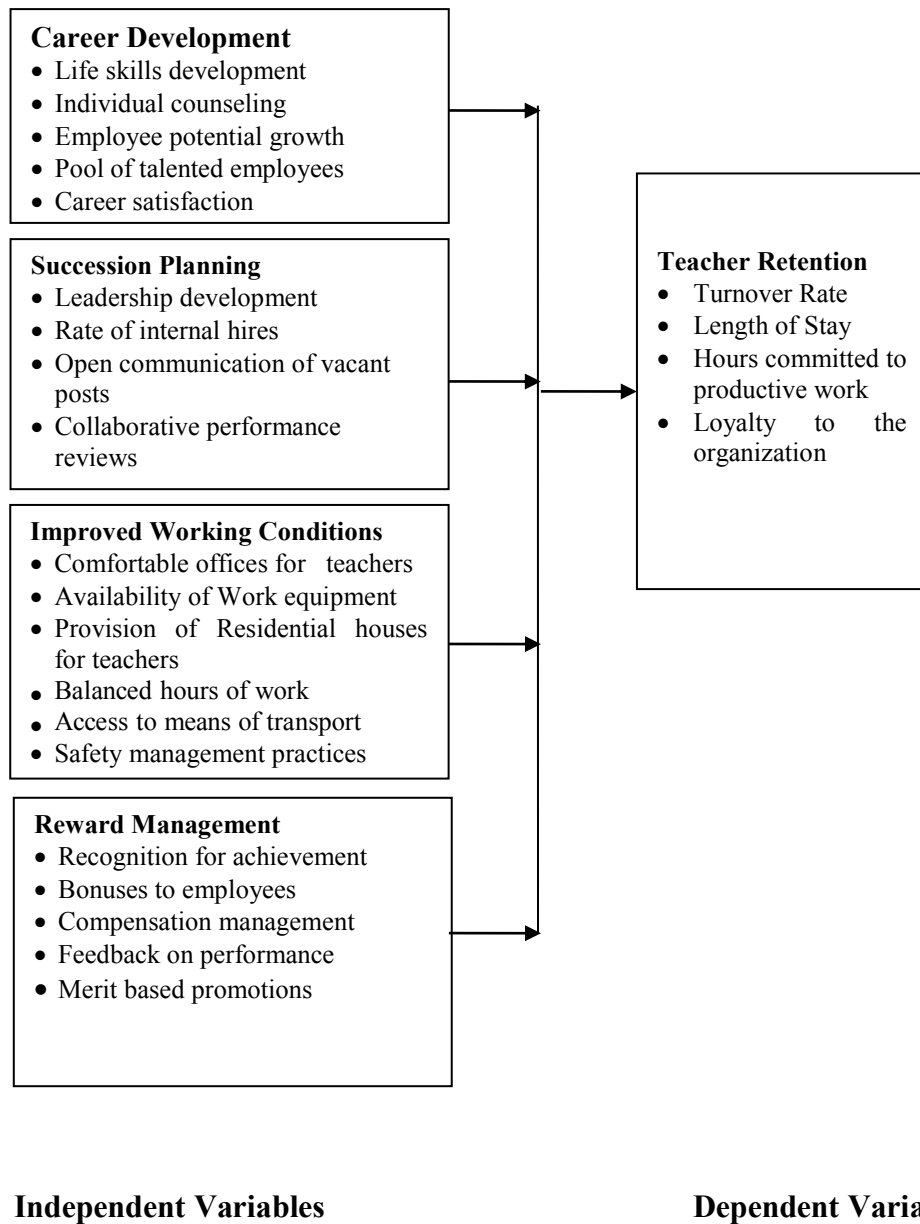 Career Development
• Life skills development
• Individual counseling
• Employee potential growth
• Pool of talented employees
• Career satisfaction
Succession Planning
• Leadership development
• Rate of internal hires
• Open communication of vacant
posts
• Collaborative performance
reviews
Improved Working Conditions
• Comfortable offices for teachers
• Availability of Work equipment
• Provision of Residential houses
for teachers
• Balanced hours of work
• Access to means of transport
• Safety management practices
Reward Management
• Recognition for achievement
• Bonuses to employees
• Compensation management
• Feedback on performance
• Merit based promotions
Teacher Retention
• Turnover Rate
• Length of Stay
• Hours committed to
productive work
• Loyalty to the
organization
Independent Variables
Dependent